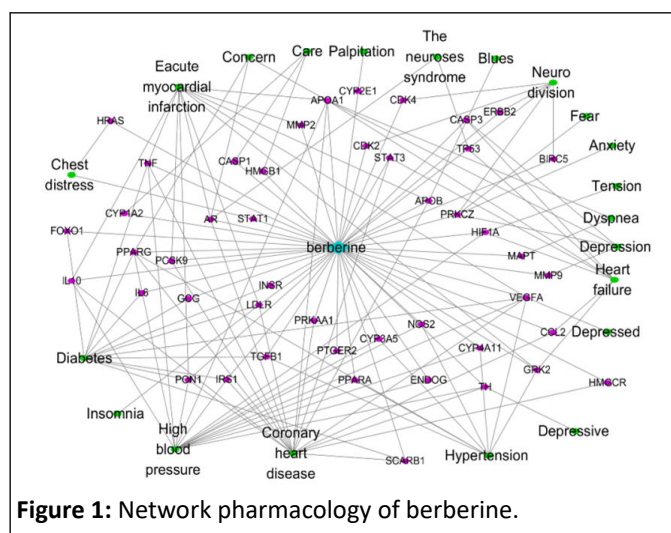 The
neuroses
syndrome
Concern
Care
Palpitation
Blues
Eacute
myocardial
infarction
Neuro
division
CYP2E1
APOA1
CDK4
ERBB2
Fear
HRAS
MMP2
CASP3
CDK2
TP53
Anxiety
Chest
distress
TNF
CASP1
HMGB1
STAT3
BIRC5
Tension
APOB
CYP1A2
AR
STAT1
PRKCZ
Dyspnea
FOXO1
HIF1A
berberine
Depression
PPARG
PCSK9
MAPT
Heart
failure
IL10
IL6
GCG
INSR
MMP9
LDLR
VEGFA
PRKAA1
NOS2
CCL2
Depressed
Diabetes
TGFB1
PTGER2
CYP3A5
CYP4A11
GRK2
PON1
IRS1
PPARA
ENDOG
TH
HMGCR
Insomnia
High
blood
pressure
Coronary
heart
disease
SCARB1
Hypertension
Depressive
Figure 1: Network pharmacology of berberine.